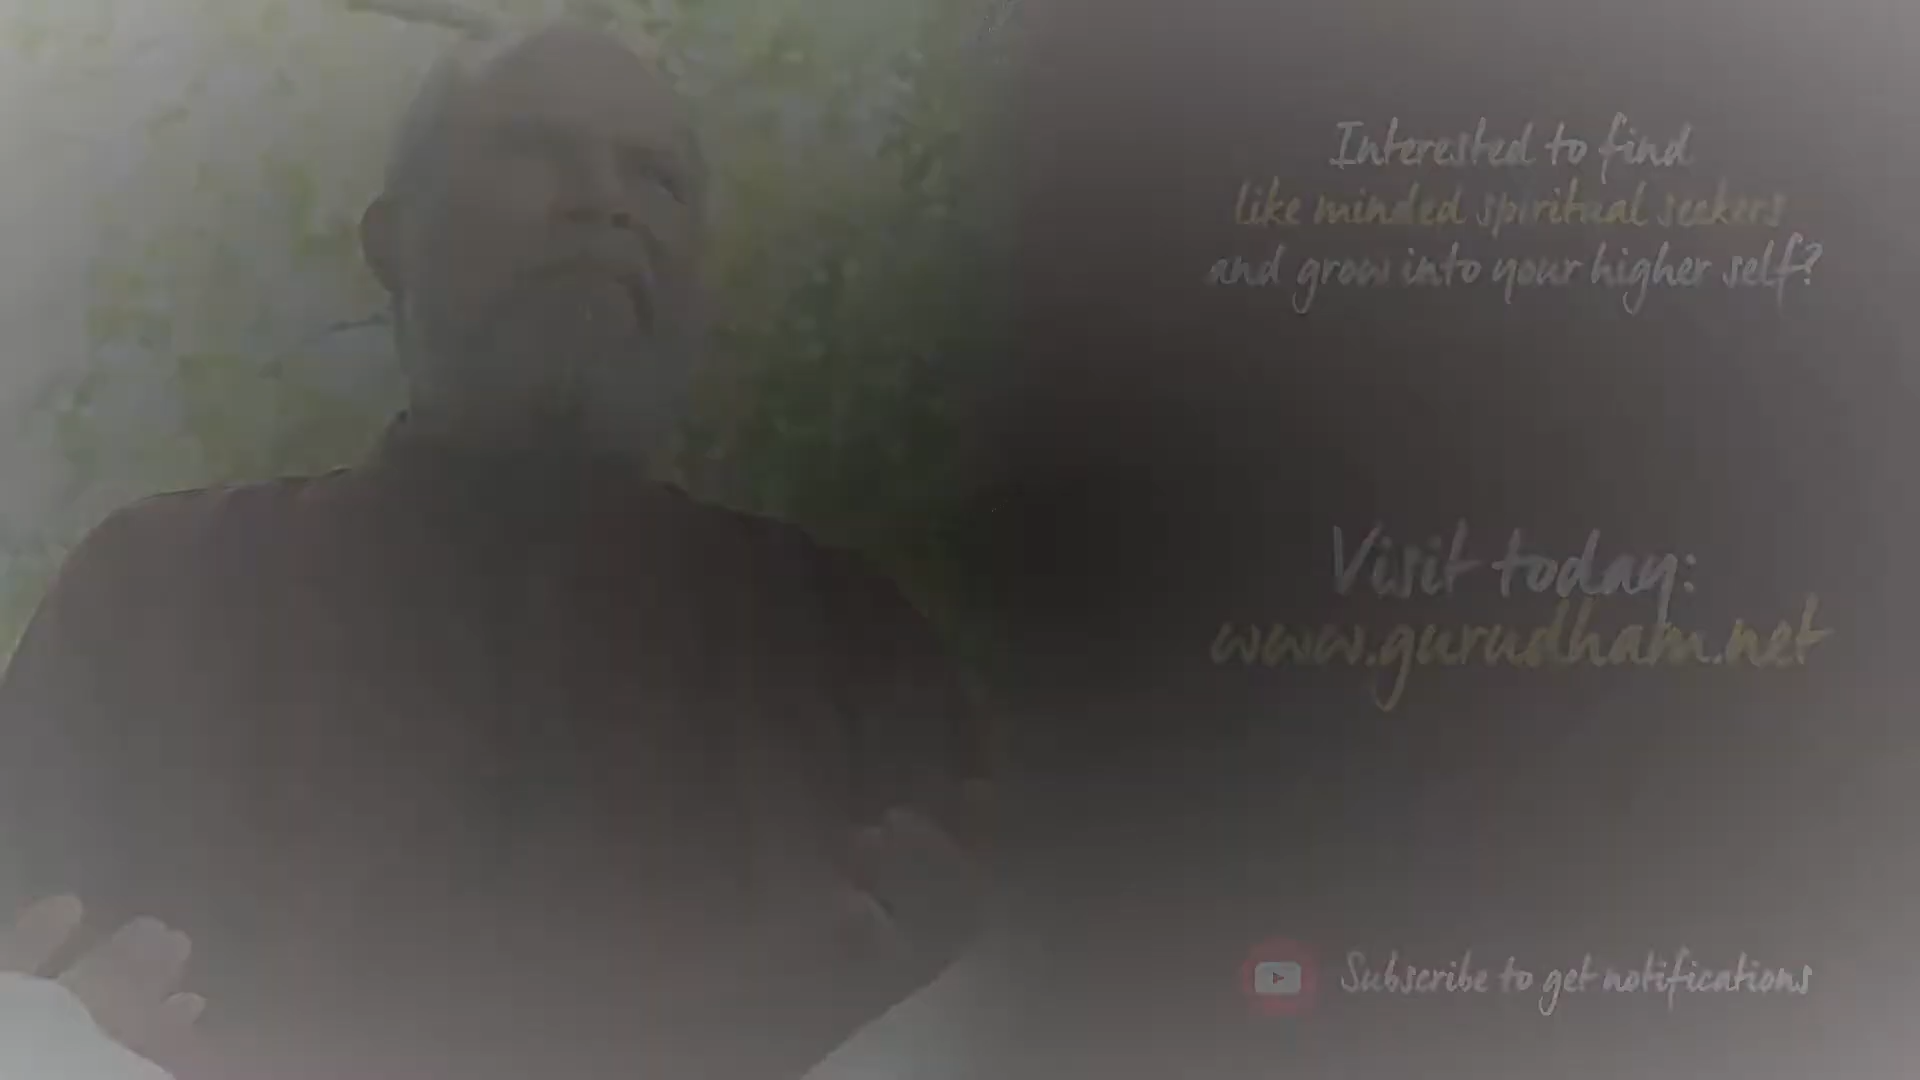 Interested to find
like minded spiritual seekers
and grow into your higher self?
Visit today:
www.gurudham.net
Subscribe to get notifications